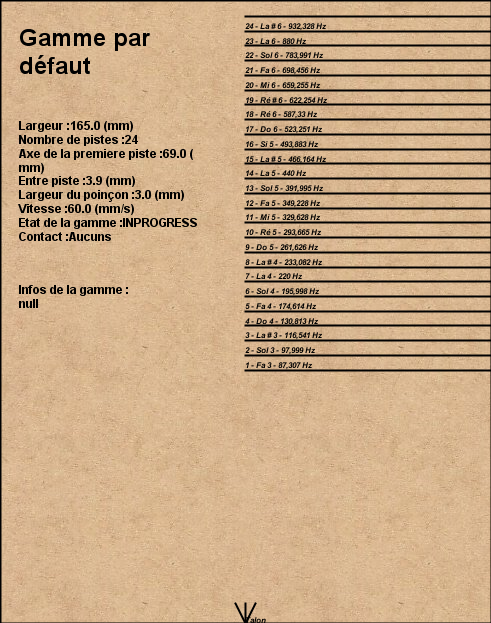 Gamme par
défaut
Largeur :165.0 (mm)
Nombre de pistes :24
Axe de la premiere piste :69.0 (
mm)
Entre piste :3.9 (mm)
Largeur du poinçon :3.0 (mm)
Vitesse :60.0 (mm/s)
Etat de la gamme :INPROGRESS
Contact :Aucuns
Infos de la gamme :
null
24 - La # 6 - 932,328 Hz
23 - La 6 - 880 Hz
22 - Sol 6 - 783,991 Hz
21 - Fa 6 - 698,456 Hz
20 - Mi 6 - 659,255 Hz
19 - Ré # 6 - 622,254 Hz
18 - Ré 6 - 587,33 Hz
17 - Do 6 - 523,251 Hz
16 - Si 5 - 493,883 Hz
15 - La # 5 - 466,164 Hz
14 - La 5 - 440 Hz
13 - Sol 5 - 391,995 Hz
12 - Fa 5 - 349,228 Hz
11 - Mi 5 - 329,628 Hz
10 - Ré 5 - 293,665 Hz
9 - Do 5 - 261,626 Hz
8 - La # 4 - 233,082 Hz
7 - La 4 - 220 Hz
6 - Sol 4 - 195,998 Hz
5 - Fa 4 - 174,614 Hz
4 - Do 4 - 130,813 Hz
3 - La # 3 - 116,541 Hz
2 - Sol 3 - 97,999 Hz
1 - Fa 3 - 87,307 Hz
alon